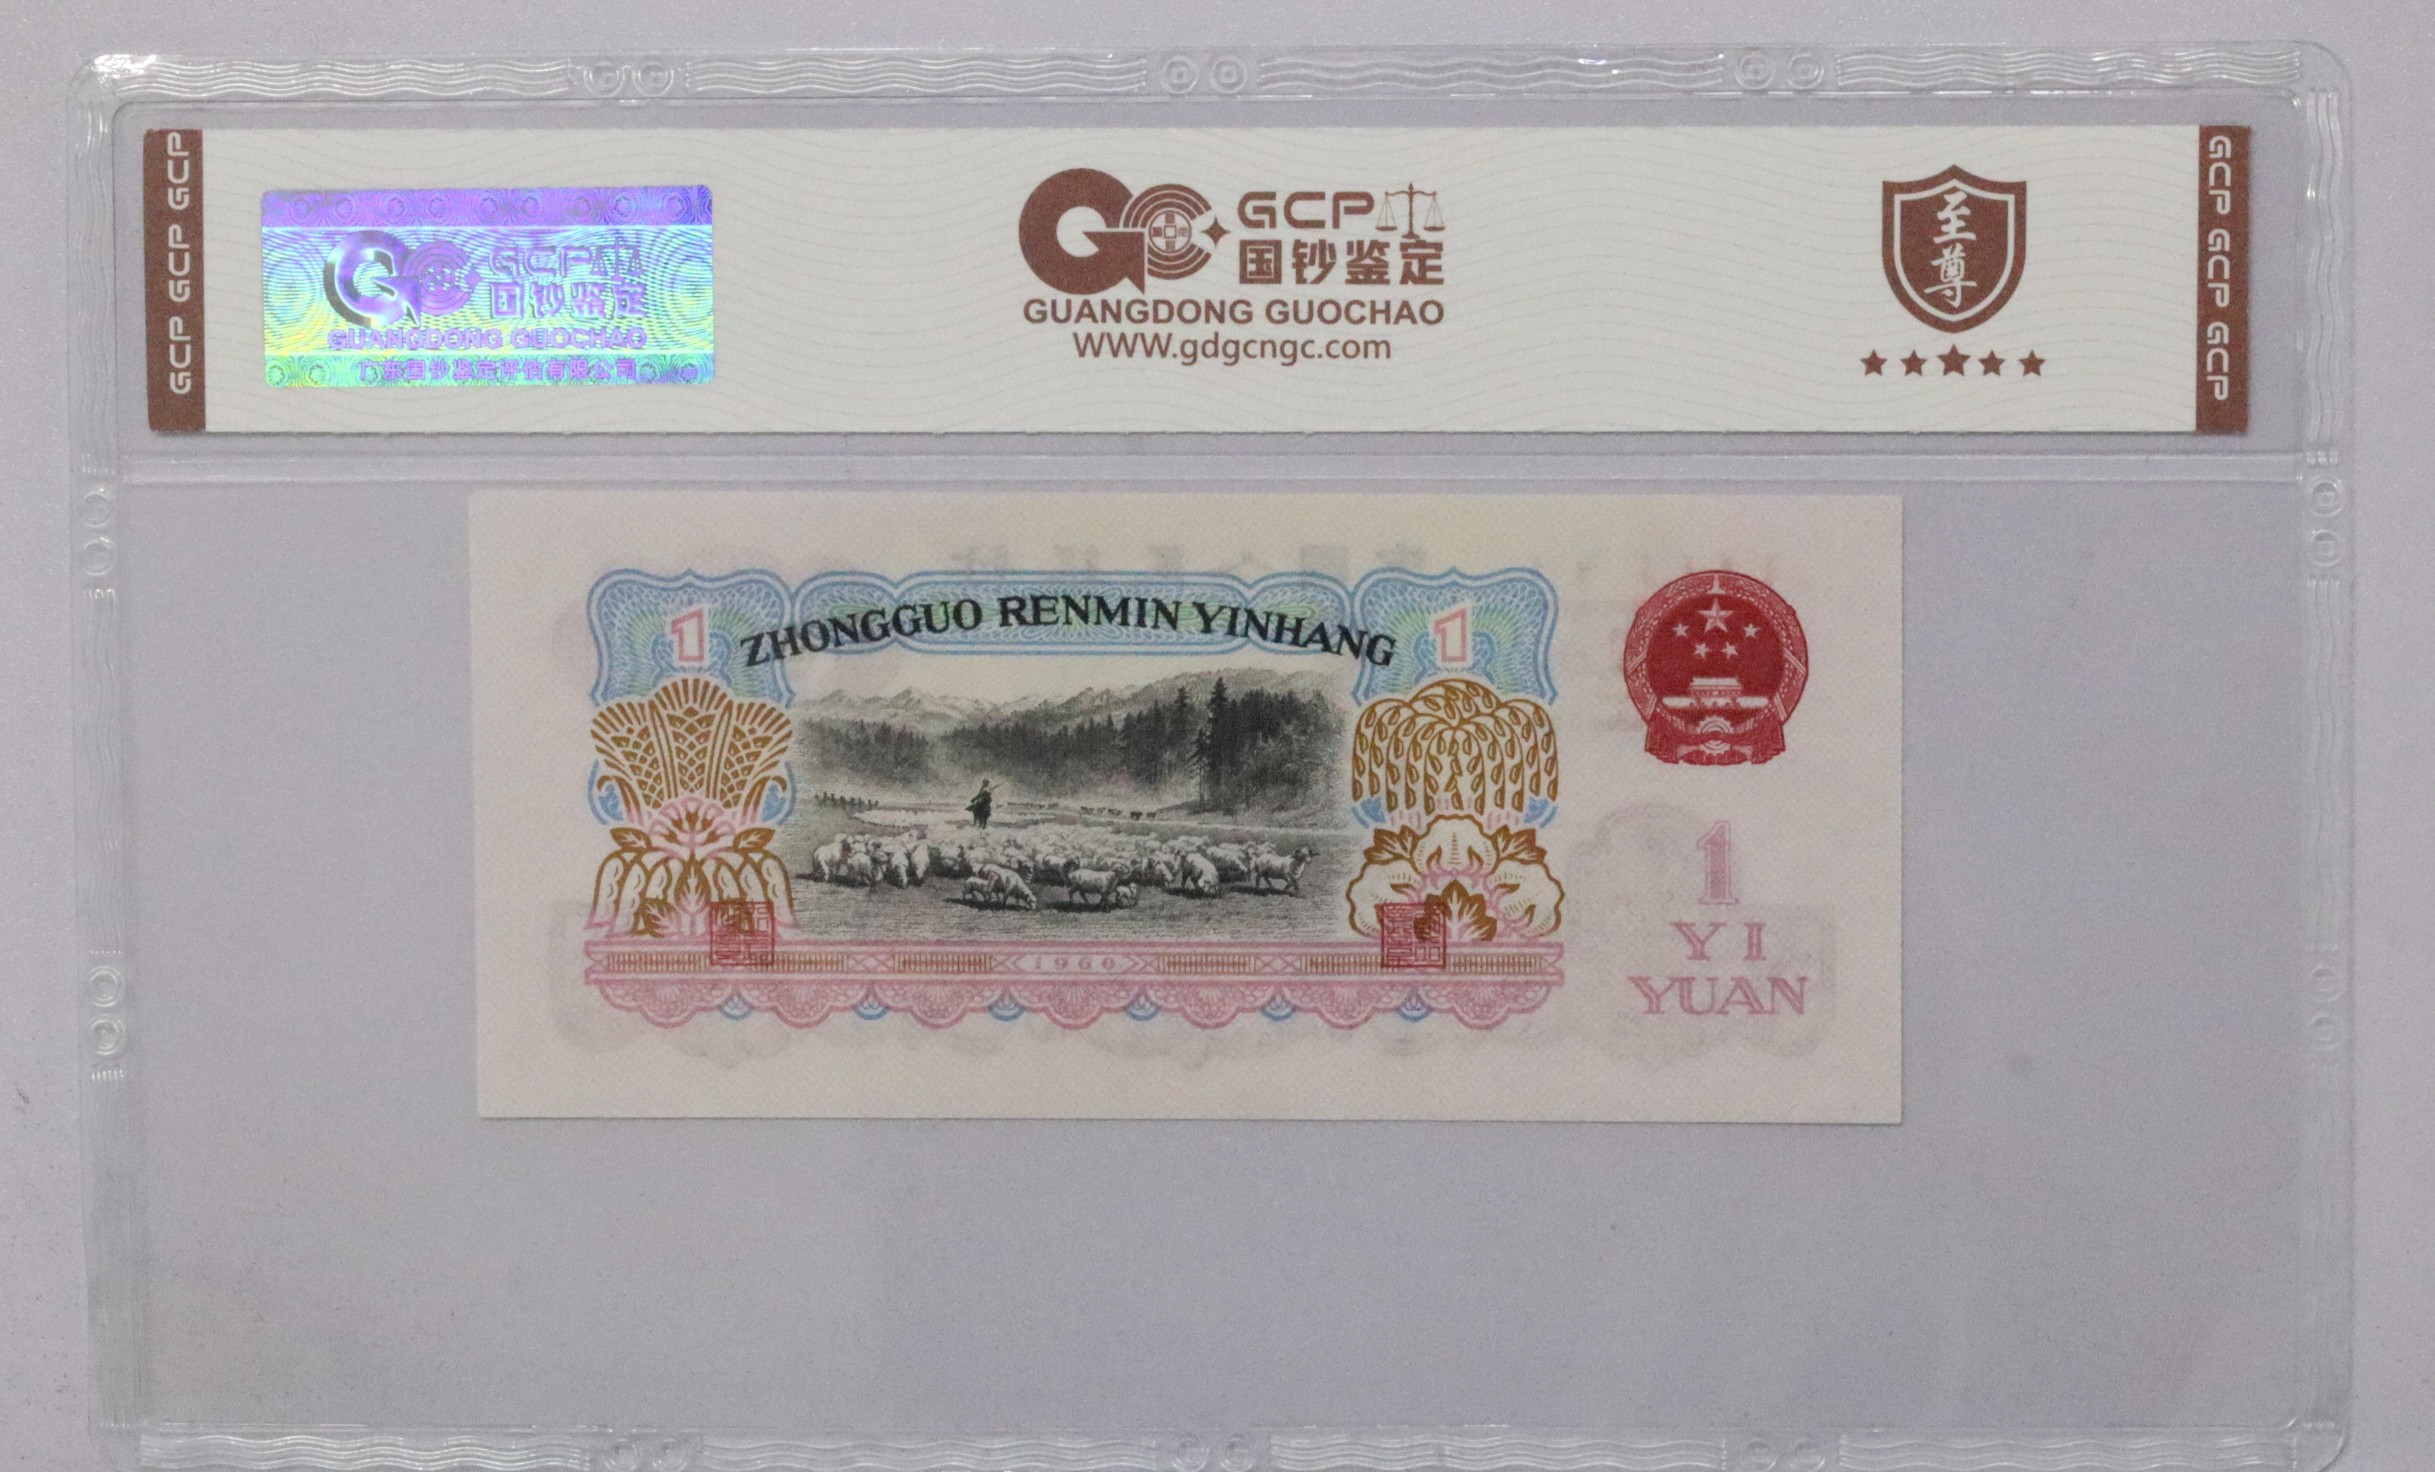 GCP GCP GCP
GCP
国钞鉴定
GUANGDONG GUOCHAO
广东国钞鉴定评估有限公司
GCP
国钞鉴定
GUANGDONG GUOCHAO
www.gdgcngc.com
至尊
GCP GCP GCP
1
ZHONGGUO RENMIN YINHANG
1
1960
1
YI
YUAN